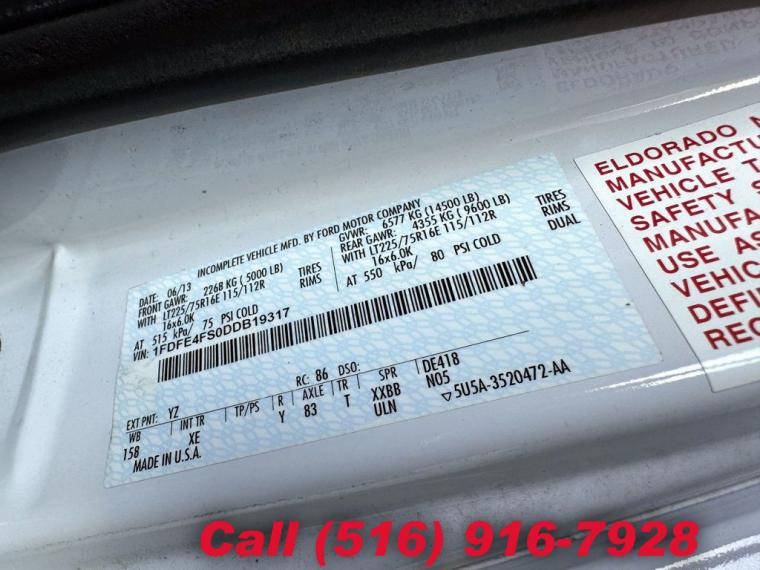 INCOMPLETE VEHICLE MFD. BY FORD MOTOR COMPANY
DATE: 06/13 GVWR: 6577 KG (14500 LB)
FRONT GAWR: 2268 KG ( 5000 LB) REAR GAWR: 4355 KG ( 9600 LB)
WITH LT225/75R16E 115/112R TIRES WITH LT225/75R16E 115/112R TIRES
16x6.0K RIMS 16x6.0K RIMS
AT 515 kPa/ 75 PSI COLD AT 550 kPa/ 80 PSI COLD DUAL
VIN: 1FDFE4FS0DDB19317
EXT PNT: YZ RC: 86 DSO:
WB INT TR TP/PS R AXLE TR SPR DE418
158 XE Y 83 T XXBB N05
ULN 5U5A-3520472-AA
MADE IN U.S.A.
ELDORADO N
MANUFACTU
VEHICLE T
SAFETY S
MANUFA
USE AS
VEHIC
DEFI
REC
Call (516) 916-7928